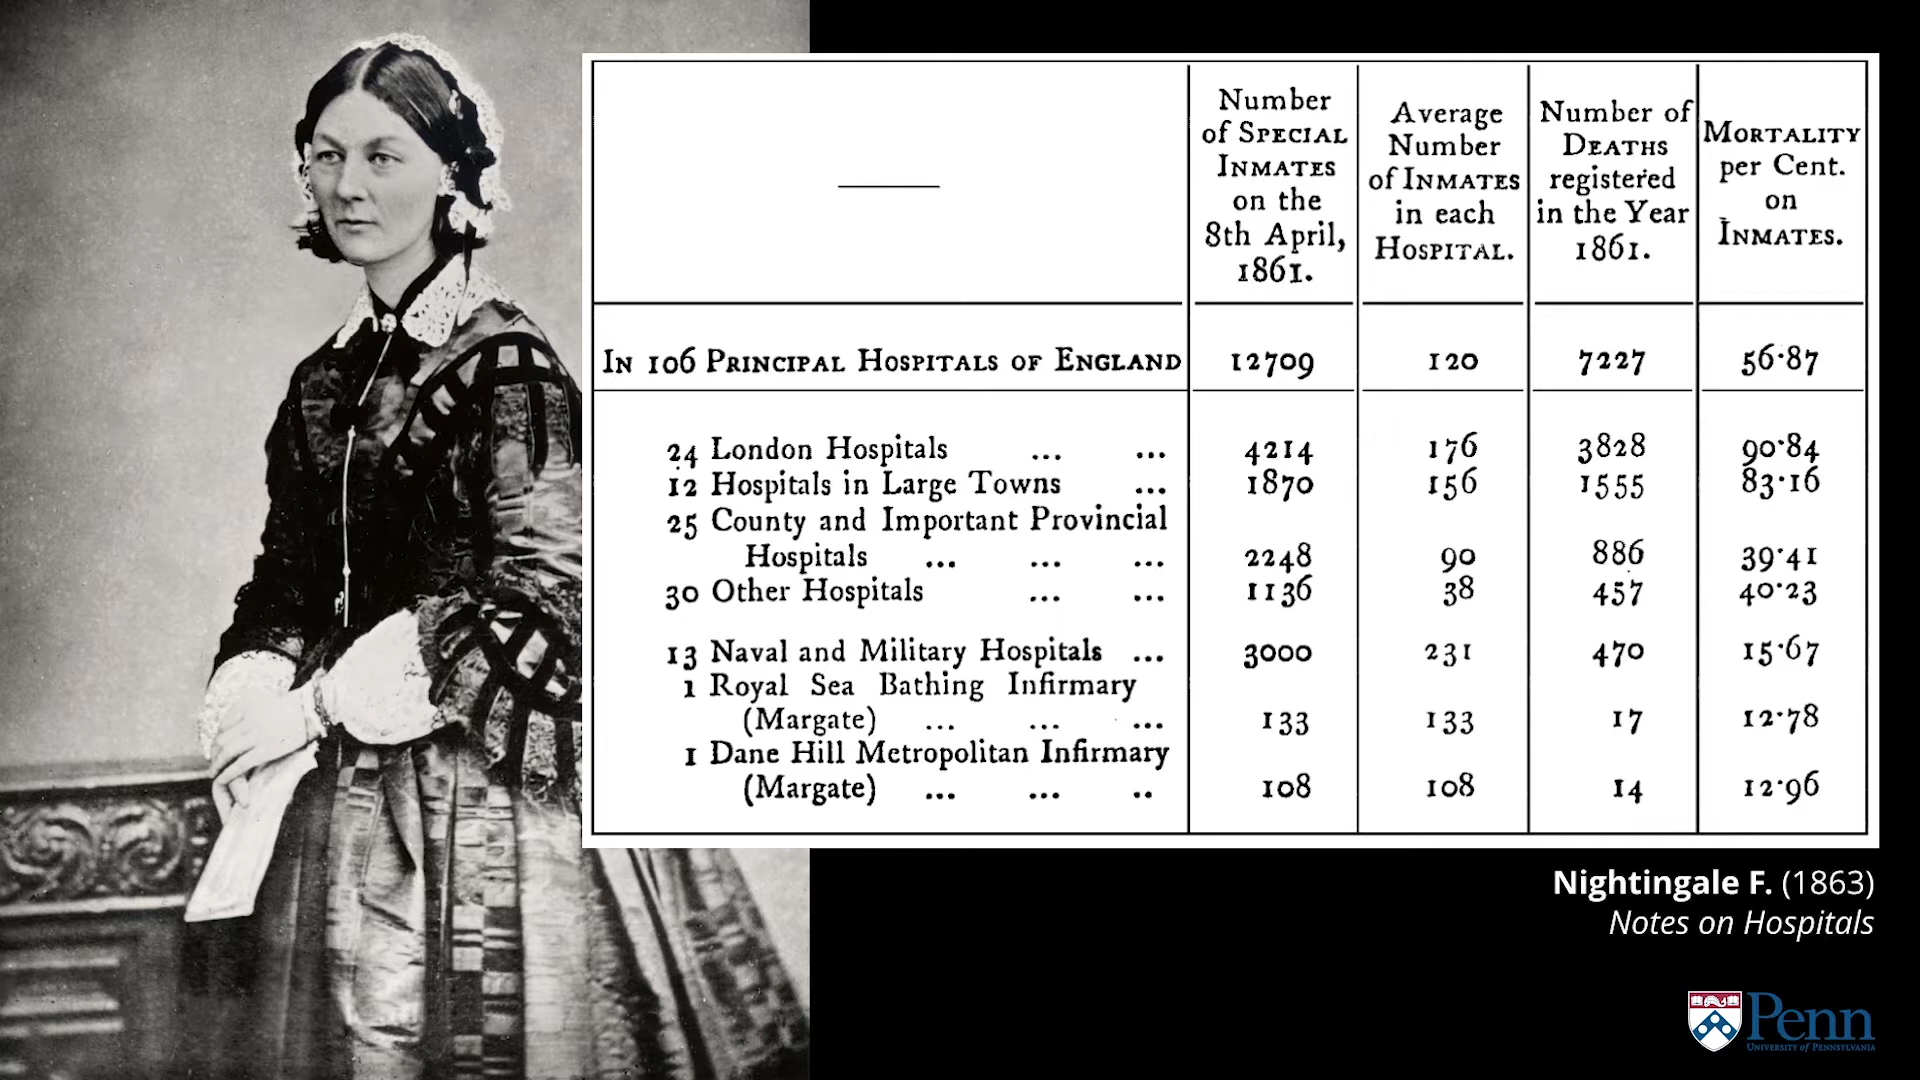 Number of SPECIAL INMATES on the 8th April, 1861.
Average Number of INMATES in each HOSPITAL.
Number of DEATHS registered in the Year 1861.
MORTALITY per Cent. on INMATES.
IN 106 PRINCIPAL HOSPITALS OF ENGLAND 12709 120 7227 56·87
24 London Hospitals ... ... 4214 176 3828 90·84
12 Hospitals in Large Towns ... 1870 156 1555 83·16
25 County and Important Provincial
Hospitals ... ... ... 2248 90 886 39·41
30 Other Hospitals ... ... 1136 38 457 40·23
13 Naval and Military Hospitals ... 3000 231 470 15·67
1 Royal Sea Bathing Infirmary
(Margate) ... ... ... 133 133 17 12·78
1 Dane Hill Metropolitan Infirmary
(Margate) ... ... .. 108 108 14 12·96
Nightingale F. (1863)
Notes on Hospitals
Penn
UNIVERSITY of PENNSYLVANIA